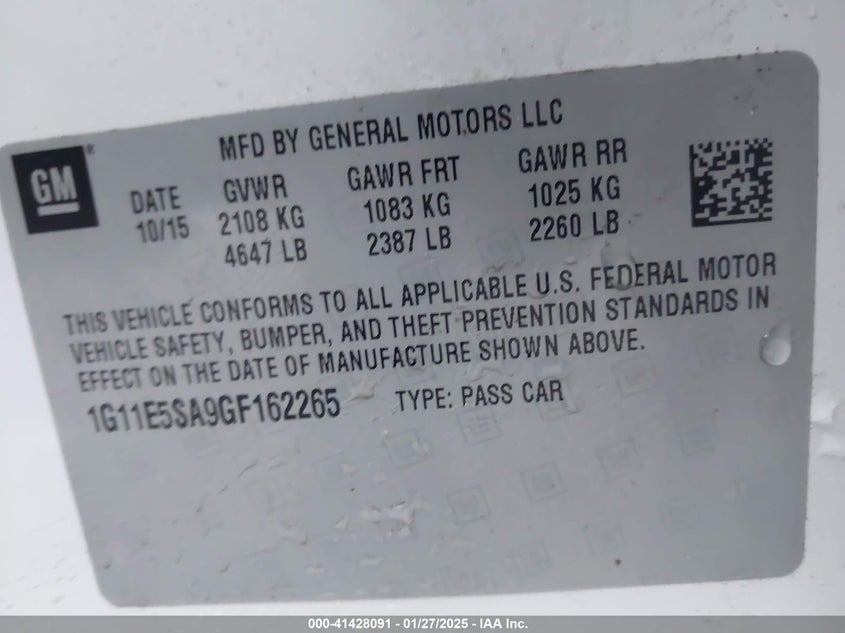 MFD BY GENERAL MOTORS LLC
GM®
DATE GVWR GAWR FRT GAWR RR
10/15 2108 KG 1083 KG 1025 KG
4647 LB 2387 LB 2260 LB
THIS VEHICLE CONFORMS TO ALL APPLICABLE U.S. FEDERAL MOTOR
VEHICLE SAFETY, BUMPER, AND THEFT PREVENTION STANDARDS IN
EFFECT ON THE DATE OF MANUFACTURE SHOWN ABOVE.
1G11E5SA9GF162265 TYPE: PASS CAR
000-41428091 - 01/27/2025 - IAA Inc.